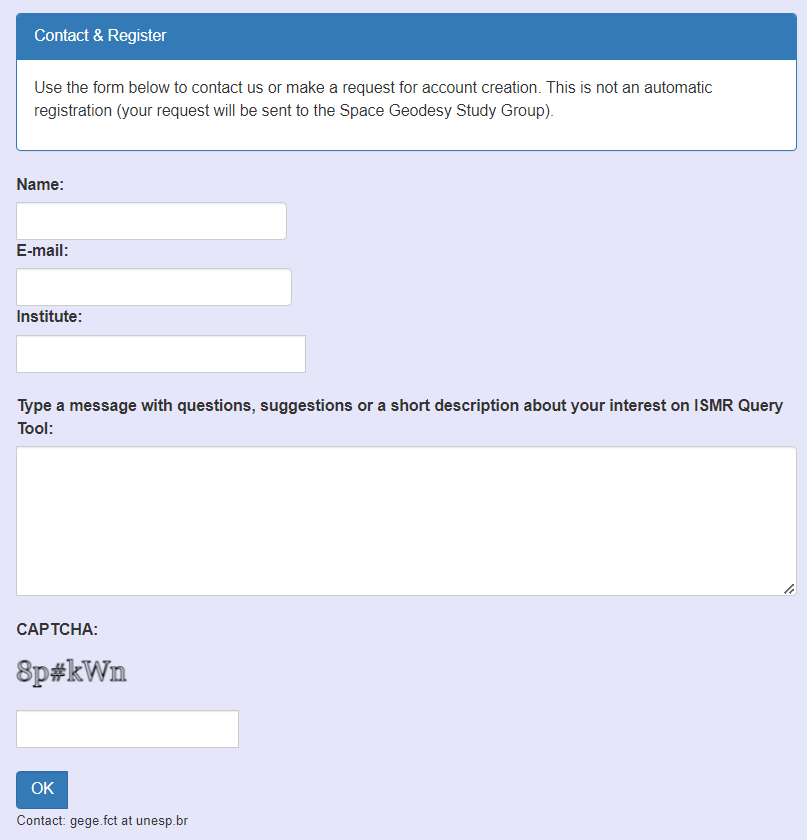 Contact & Register
Use the form below to contact us or make a request for account creation. This is not an automatic
registration (your request will be sent to the Space Geodesy Study Group).
Name:
E-mail:
Institute:
Type a message with questions, suggestions or a short description about your interest on ISMR Query
Tool:
CAPTCHA:
8p#kWn
OK
Contact: gege.fct at unesp.br